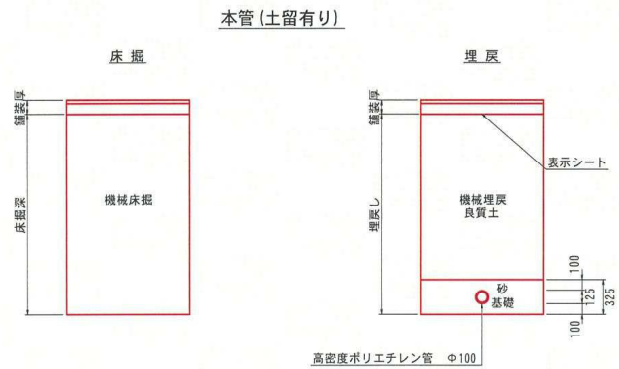 本管(土留有り)
床 掘
埋 戻
舗装厚
床掘深
機械床掘
舗装厚
埋戻し
表示シート
機械埋戻
良質土
砂
基礎
100
125
325
100
高密度ポリエチレン管 Φ100